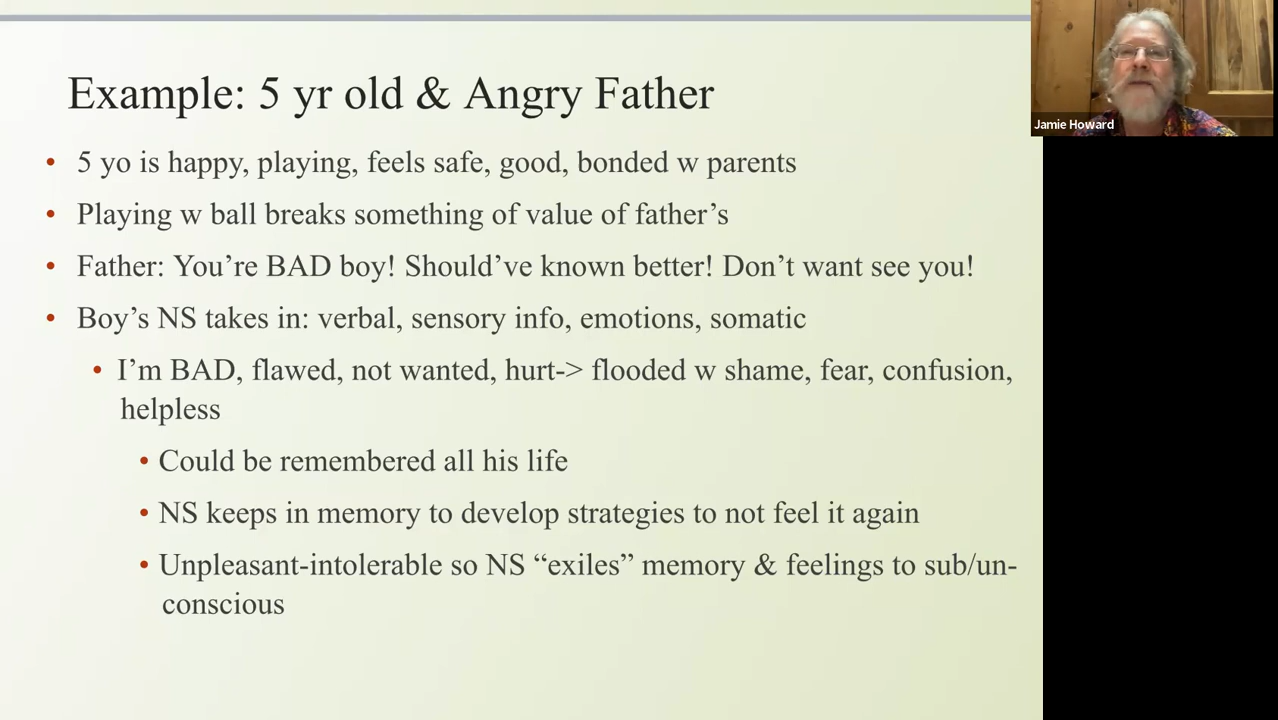 Example: 5 yr old & Angry Father
• 5 yo is happy, playing, feels safe, good, bonded w parents
• Playing w ball breaks something of value of father’s
• Father: You’re BAD boy! Should’ve known better! Don’t want see you!
• Boy’s NS takes in: verbal, sensory info, emotions, somatic
• I’m BAD, flawed, not wanted, hurt-> flooded w shame, fear, confusion,
helpless
• Could be remembered all his life
• NS keeps in memory to develop strategies to not feel it again
• Unpleasant-intolerable so NS “exiles” memory & feelings to sub/un-
conscious
Jamie Howard